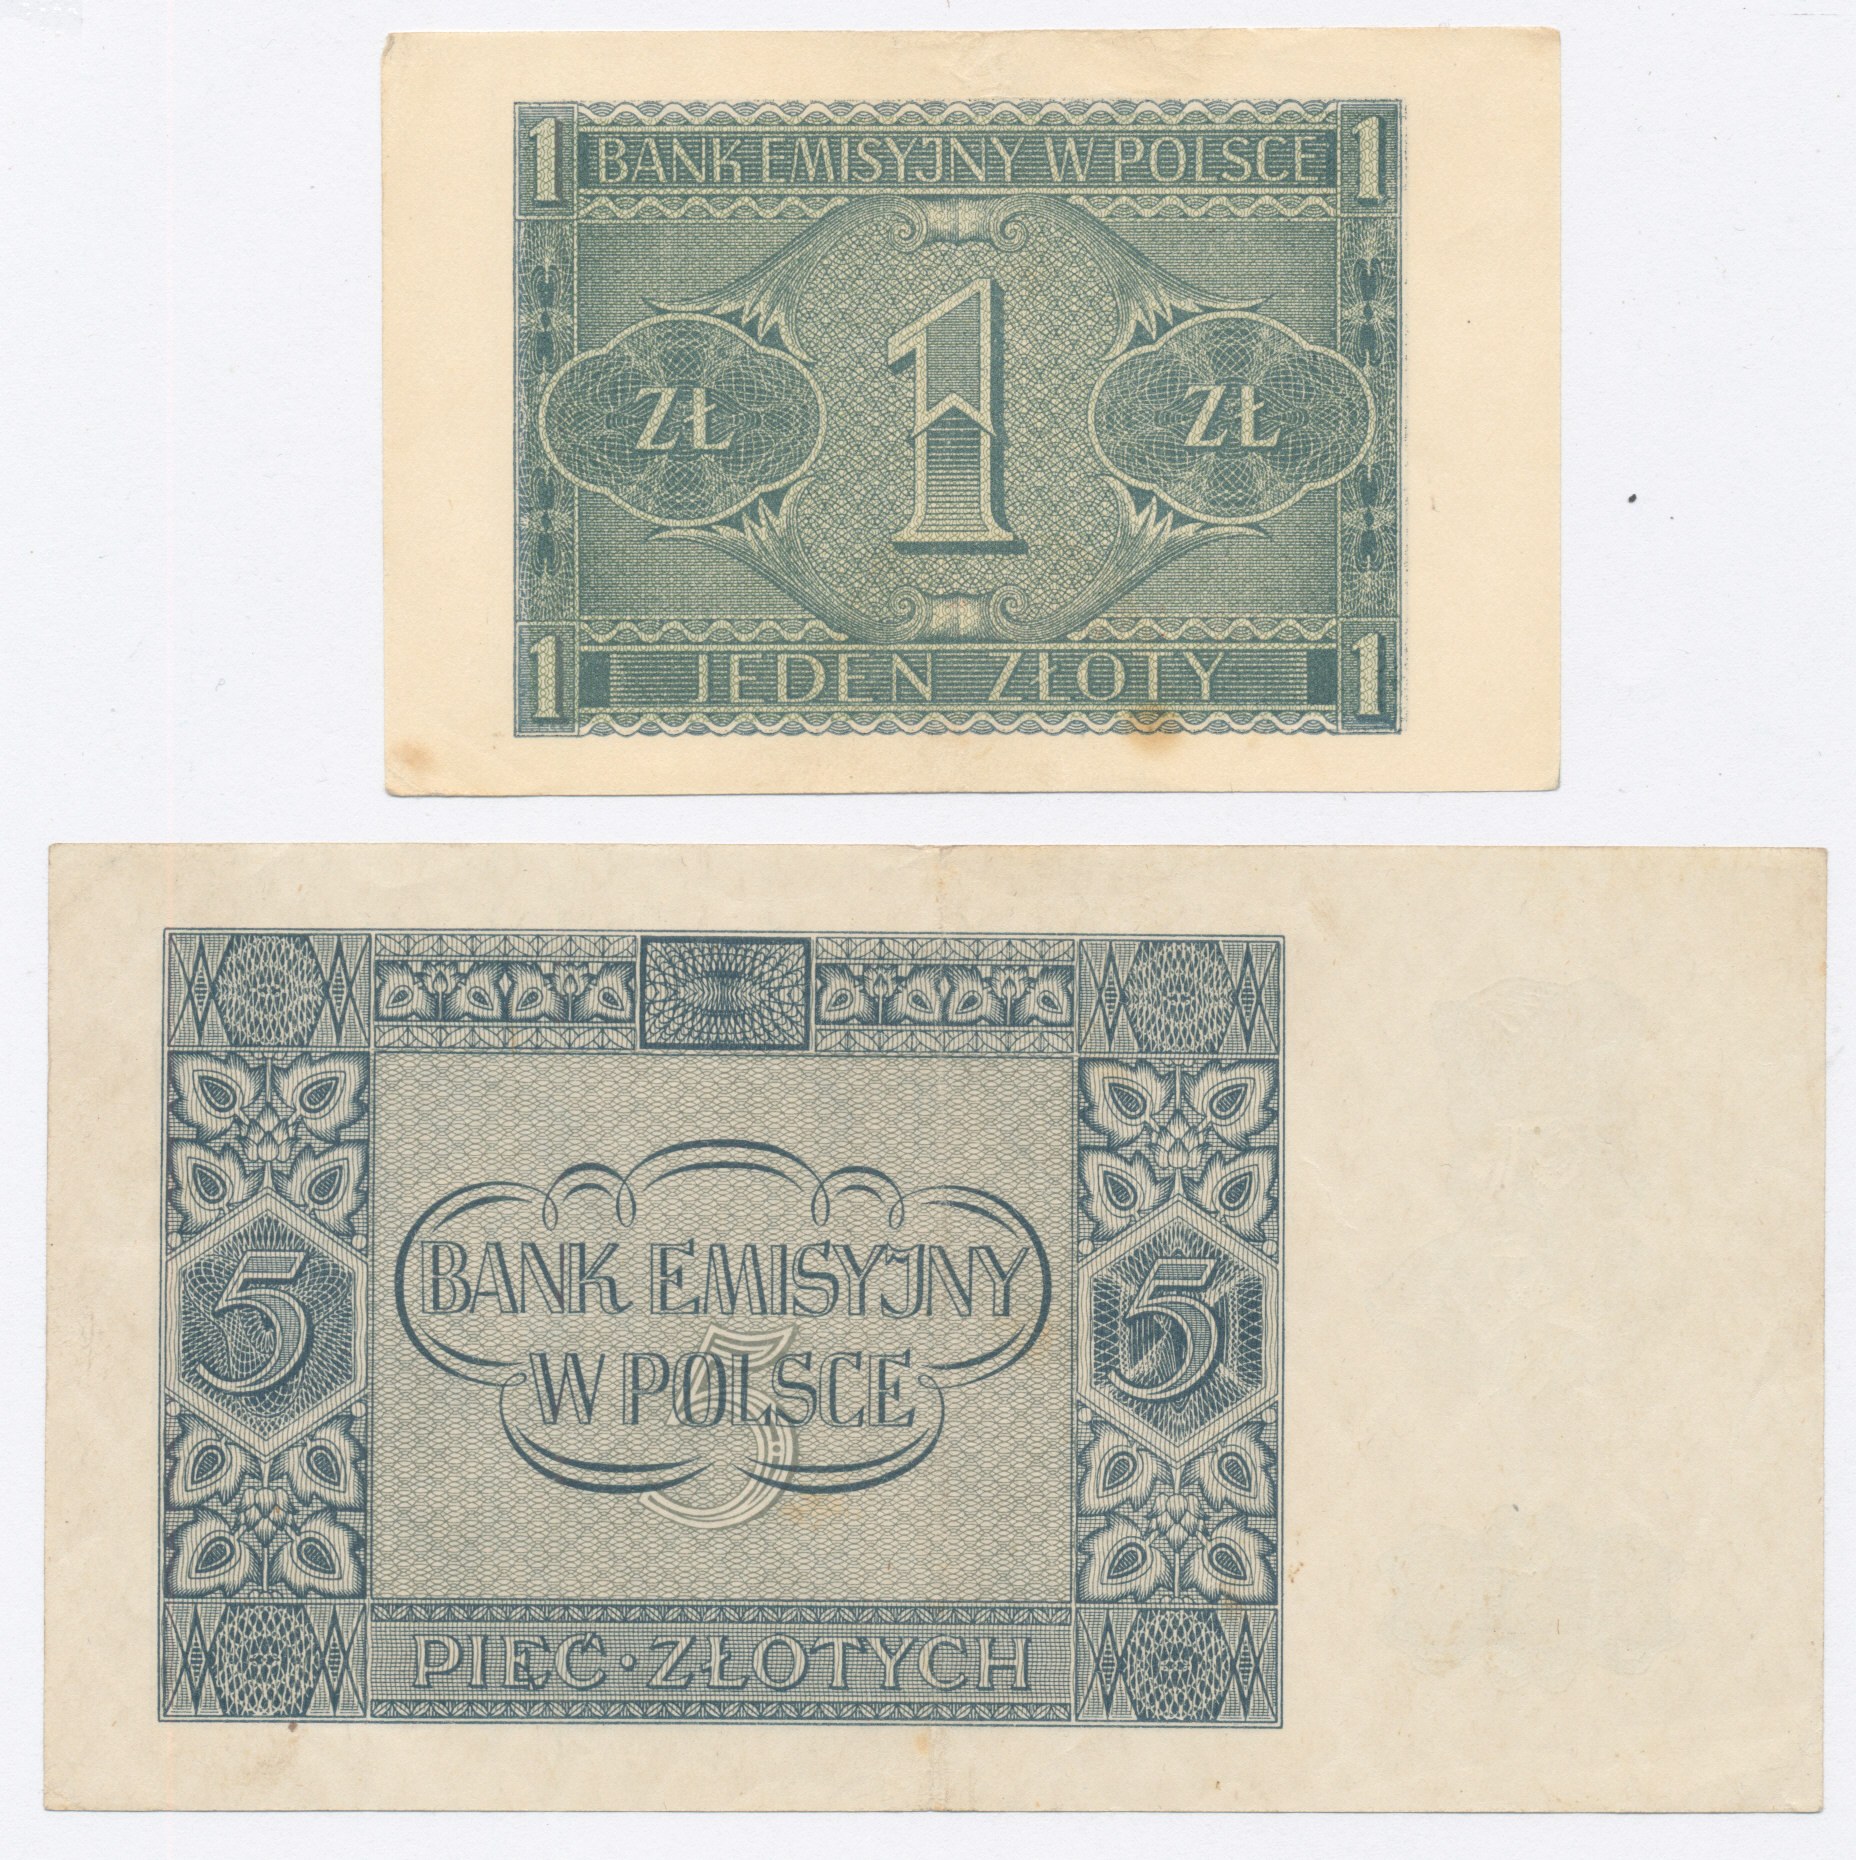 1 BANK EMISYJNY W POLSCE 1
ZŁ 1 ZŁ
1 JEDEN ZŁOTY 1
BANK EMISYJNY
5 5 5
W POLSCE
PIĘĆ · ZŁOTYCH